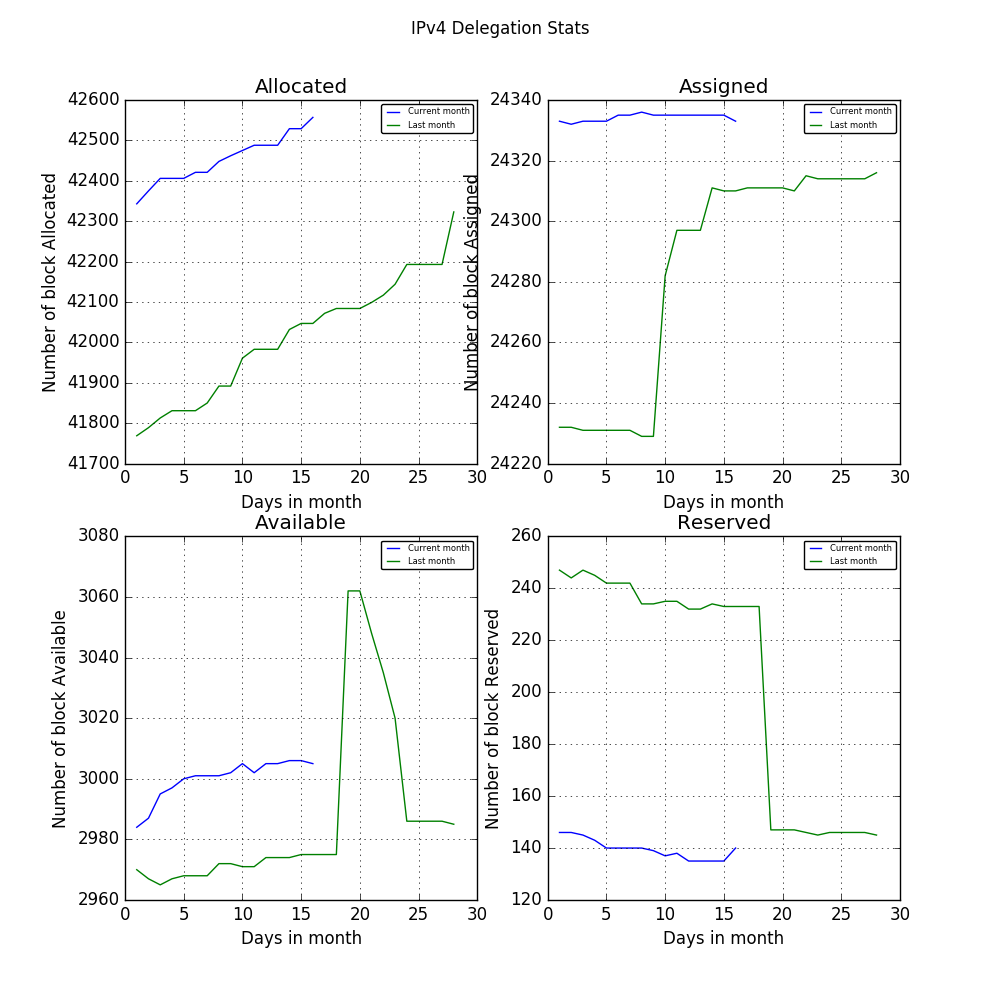 IPv4 Delegation Stats
Allocated
Number of block Allocated
42600
42500
42400
42300
42200
42100
42000
41900
41800
41700
Current month
Last month
0 5 10 15 20 25 30
Days in month
Assigned
Number of block Assigned
24340
24320
24300
24280
24260
24240
24220
Current month
Last month
0 5 10 15 20 25 30
Days in month
Available
Number of block Available
3080
3060
3040
3020
3000
2980
2960
Current month
Last month
0 5 10 15 20 25 30
Days in month
Reserved
Number of block Reserved
260
240
220
200
180
160
140
120
Current month
Last month
0 5 10 15 20 25 30
Days in month